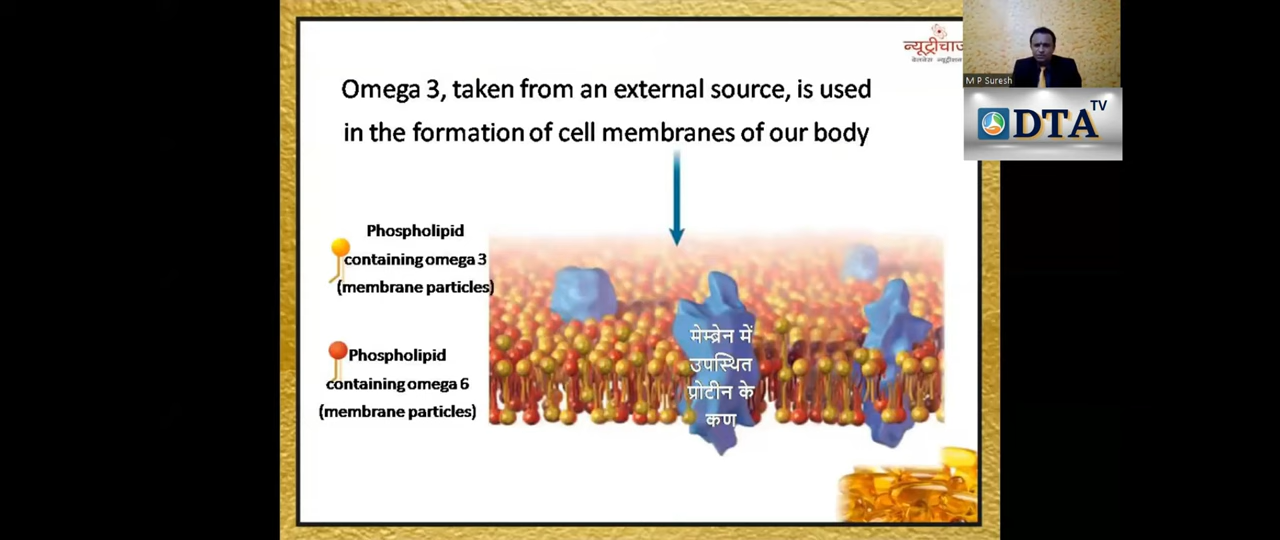 न्यूट्रीचार्ज
M P Suresh
DTA TV
Omega 3, taken from an external source, is used
in the formation of cell membranes of our body
Phospholipid
containing omega 3
(membrane particles)
Phospholipid
containing omega 6
(membrane particles)
मेम्ब्रेन में
उपस्थित
प्रोटीन के
कण